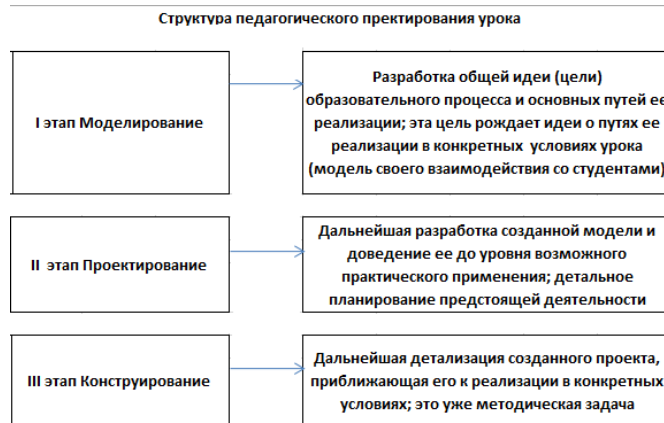 Структура педагогического пректирования урока
I этап Моделирование
Разработка общей идеи (цели)
образовательного процесса и основных путей ее
реализации; эта цель рождает идеи о путях ее
реализации в конкретных условиях урока
(модель своего взаимодействия со студентами)
II этап Проектирование
Дальнейшая разработка созданной модели и
доведение ее до уровня возможного
практического применения; детальное
планирование предстоящей деятельности
III этап Конструирование
Дальнейшая детализация созданного проекта,
приближающая его к реализации в конкретных
условиях; это уже методическая задача